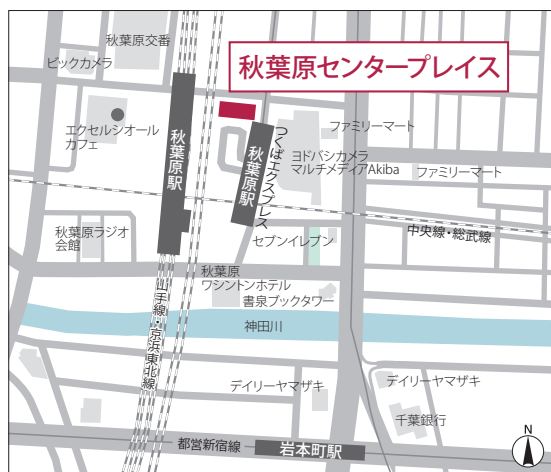 秋葉原交番
ビックカメラ
秋葉原センタープレイス
エクセルシオール
カフェ
秋葉原駅
つくばエクスプレス
秋葉原駅
ファミリーマート
ヨドバシカメラ
マルチメディアAkiba
ファミリーマート
秋葉原ラジオ
会館
セブンイレブン
中央線・総武線
秋葉原
ワシントンホテル
書泉ブックタワー
山手線・京浜東北線
神田川
デイリーヤマザキ
デイリーヤマザキ
千葉銀行
都営新宿線
岩本町駅
N